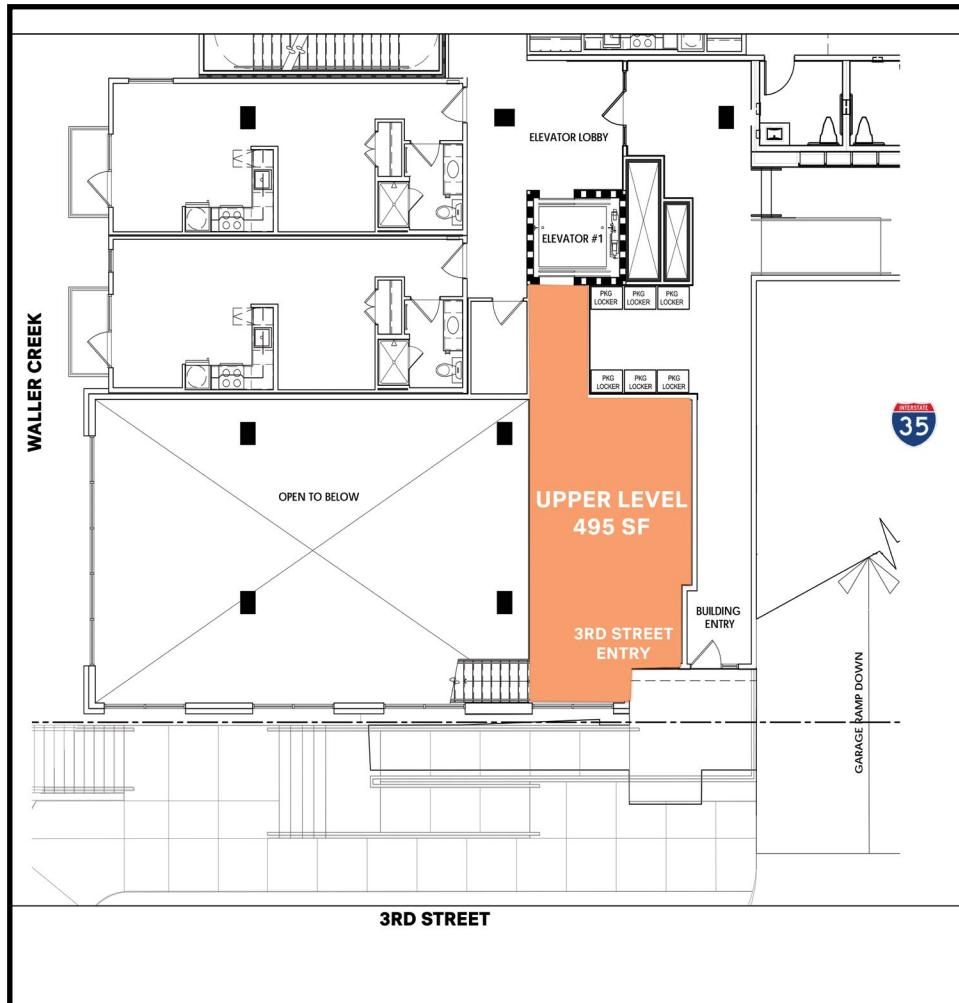 ELEVATOR LOBBY
ELEVATOR #1
PKG
LOCKER
PKG
LOCKER
PKG
LOCKER
PKG
LOCKER
PKG
LOCKER
PKG
LOCKER
WALLER CREEK
INTERSTATE
35
OPEN TO BELOW
UPPER LEVEL
495 SF
3RD STREET
ENTRY
BUILDING
ENTRY
GARAGE RAMP DOWN
3RD STREET